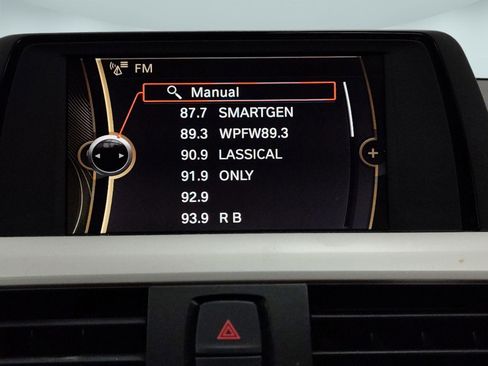 FM
Manual
87.7 SMARTGEN
89.3 WPFW89.3
90.9 LASSICAL
91.9 ONLY
92.9
93.9 R B